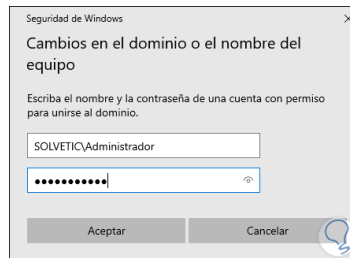 Seguridad de Windows
Cambios en el dominio o el nombre del
equipo
Escriba el nombre y la contraseña de una cuenta con permiso
para unirse al dominio.
SOLVETIC\Administrador
●●●●●●●●●●●
Aceptar
Cancelar